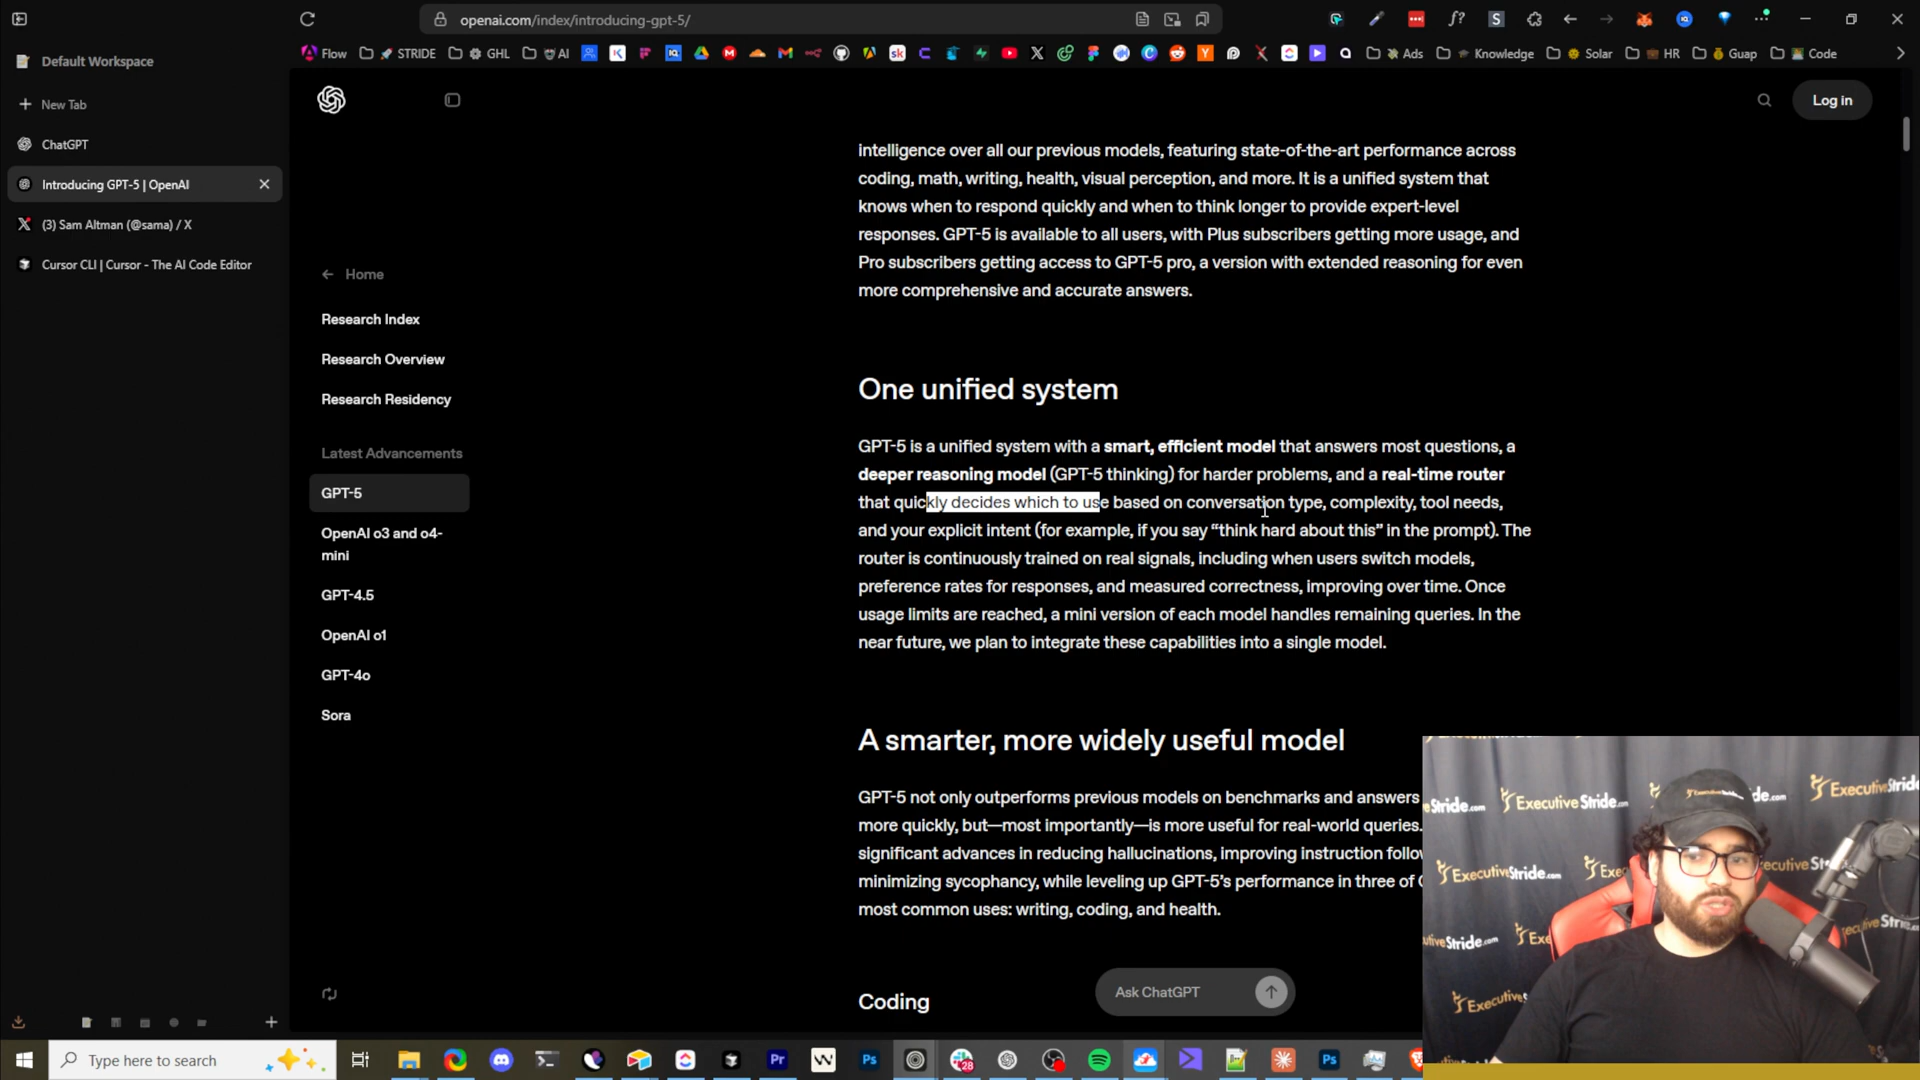 Default Workspace
New Tab
ChatGPT
Introducing GPT-5 | OpenAI
(3) Sam Altman (@sama) / X
Cursor CLI | Cursor - The AI Code Editor
openai.com/index/introducing-gpt-5/
Flow
STRIDE
GHL
AI
Ads
Knowledge
Solar
HR
Guap
Code
Log in
Home
Research Index
Research Overview
Research Residency
Latest Advancements
GPT-5
OpenAI o3 and o4-
mini
GPT-4.5
OpenAI o1
GPT-4o
Sora
intelligence over all our previous models, featuring state-of-the-art performance across
coding, math, writing, health, visual perception, and more. It is a unified system that
knows when to respond quickly and when to think longer to provide expert-level
responses. GPT-5 is available to all users, with Plus subscribers getting more usage, and
Pro subscribers getting access to GPT-5 pro, a version with extended reasoning for even
more comprehensive and accurate answers.
One unified system
GPT-5 is a unified system with a smart, efficient model that answers most questions, a
deeper reasoning model (GPT-5 thinking) for harder problems, and a real-time router
that quickly decides which to use based on conversation type, complexity, tool needs,
and your explicit intent (for example, if you say “think hard about this” in the prompt). The
router is continuously trained on real signals, including when users switch models,
preference rates for responses, and measured correctness, improving over time. Once
usage limits are reached, a mini version of each model handles remaining queries. In the
near future, we plan to integrate these capabilities into a single model.
A smarter, more widely useful model
GPT-5 not only outperforms previous models on benchmarks and answers
more quickly, but—most importantly—is more useful for real-world queries.
significant advances in reducing hallucinations, improving instruction follow
minimizing sycophancy, while leveling up GPT-5’s performance in three of C
most common uses: writing, coding, and health.
Coding
Ask ChatGPT
Stride.com
ExecutiveStride.com
ExecutiveStrid
ExecutiveStride.com
ExecutiveStride.com
Type here to search
28